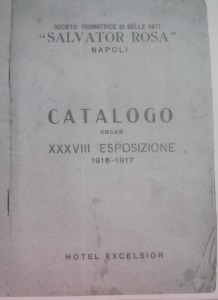 SOCIETÀ PROMOTRICE DI BELLE ARTI
"SALVATOR ROSA"
NAPOLI
CATALOGO
DELLA
XXXVIII ESPOSIZIONE
1916-1917
HOTEL EXCELSIOR